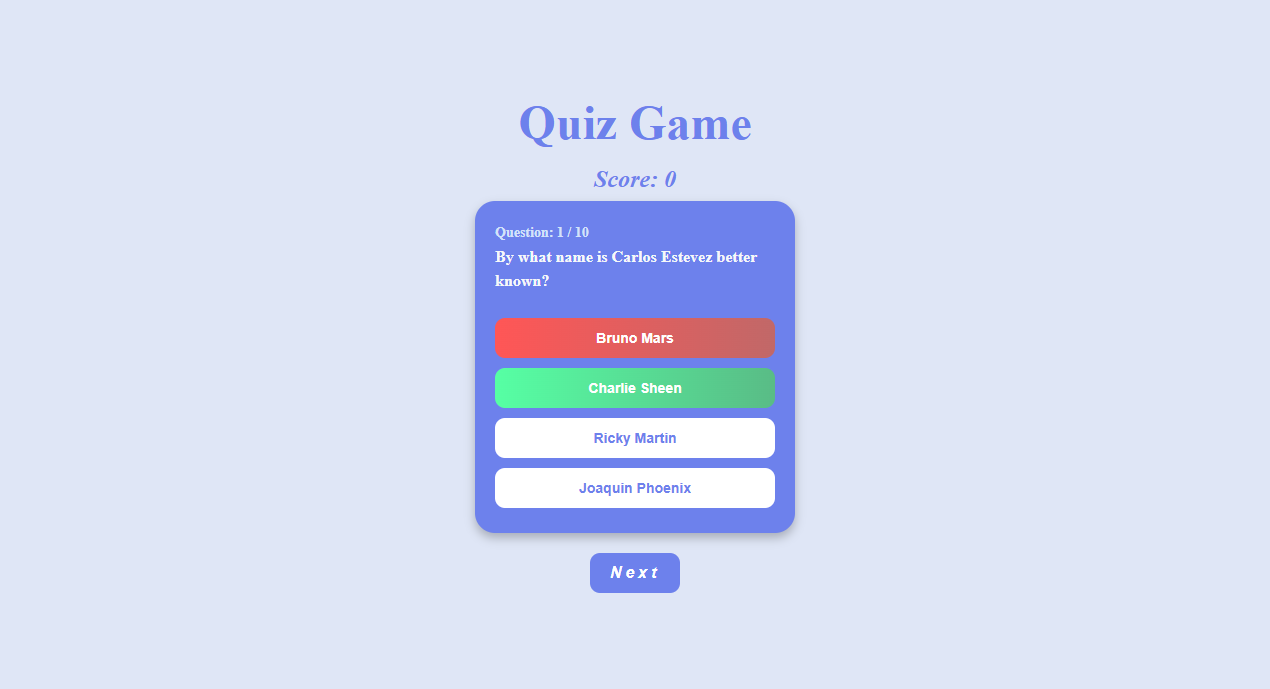 Quiz Game
Score: 0
Question: 1 / 10
By what name is Carlos Estevez better
known?
Bruno Mars
Charlie Sheen
Ricky Martin
Joaquin Phoenix
Next